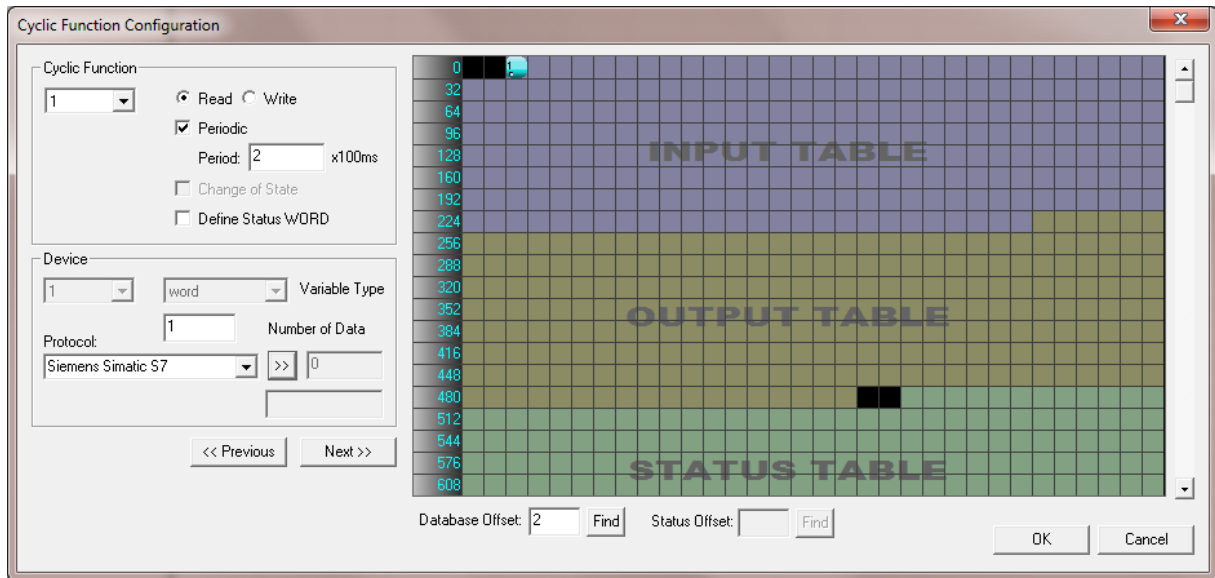 Cyclic Function Configuration
Cyclic Function
1
Read Write
Periodic
Period: 2 x100ms
Change of State
Define Status WORD
Device
1 word Variable Type
1 Number of Data
Protocol:
Siemens Simatic S7 >> 0
<< Previous Next >>
0 1
32
64
96
128 INPUT TABLE
160
192
224
256
288
320
352 OUTPUT TABLE
384
416
448
480
512
544
576 STATUS TABLE
608
Database Offset: 2 Find Status Offset: Find
OK Cancel